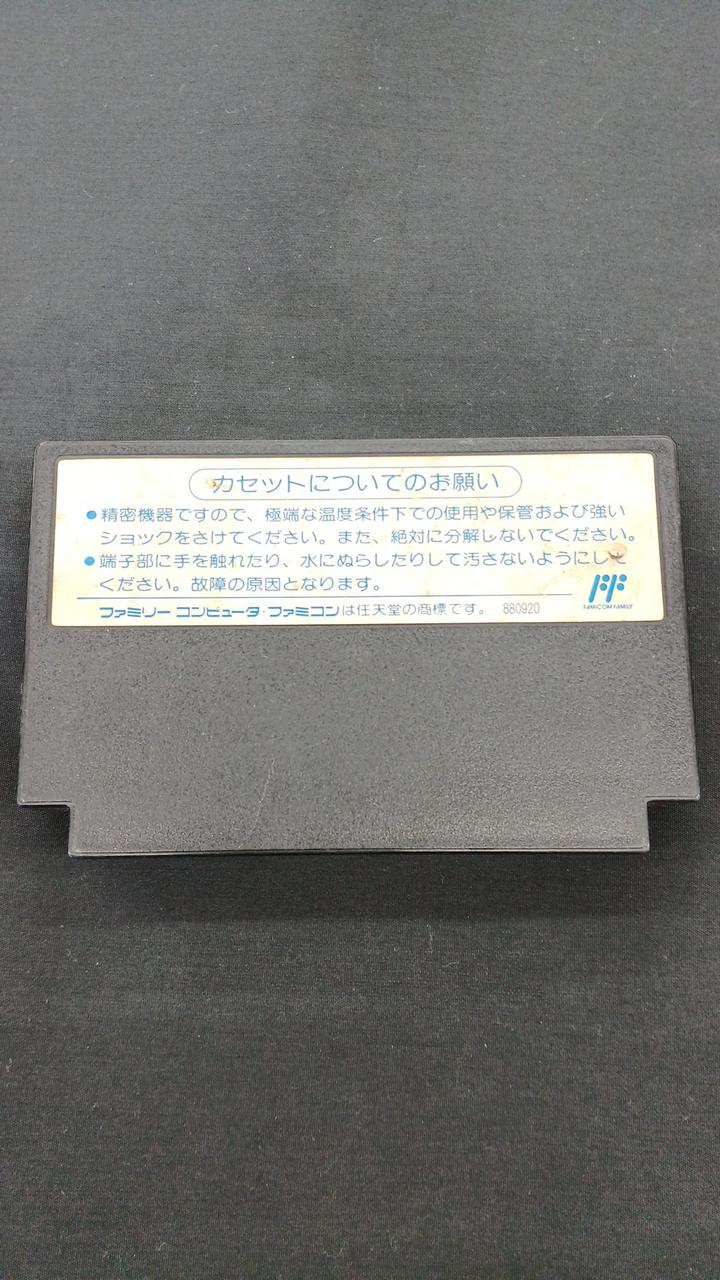 カセットについてのお願い
●精密機器ですので、極端な温度条件下での使用や保管および強い
ショックをさけてください。また、絶対に分解しないでください。
●端子部に手を触れたり、水にぬらしたりして汚さないようにして
ください。故障の原因となります。
FAMICOM FAMILY
ファミリー コンピュータ・ファミコンは任天堂の商標です。 880920